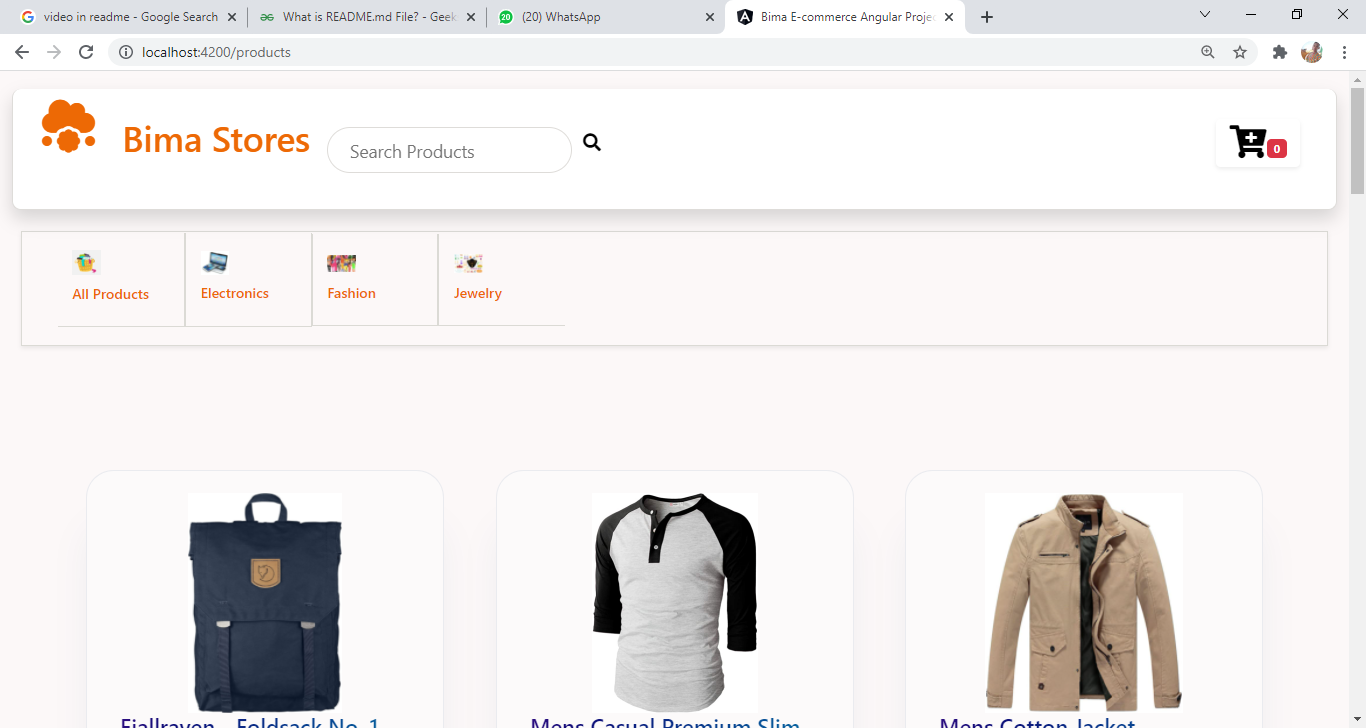 video in readme - Google Search
What is README.md File? - Geek
20
(20) WhatsApp
Bima E-commerce Angular Proje
localhost:4200/products
Bima Stores
Search Products
0
All Products
Electronics
Fashion
Jewelry
Fjallraven - Foldsack No. 1
Mens Casual Premium Slim
Mens Cotton Jacket